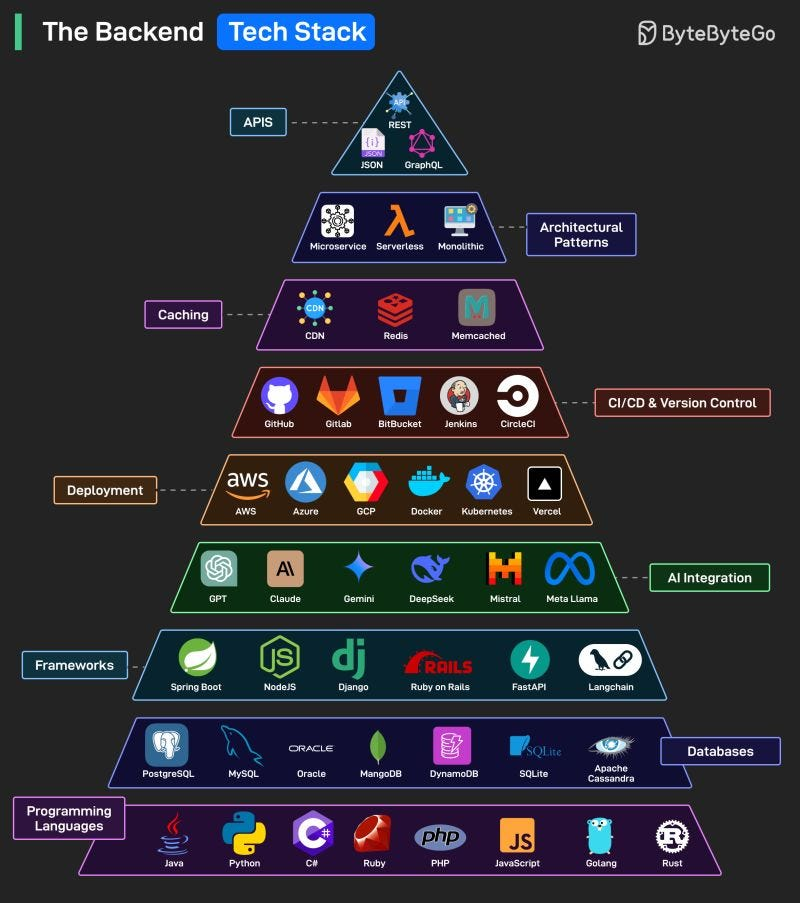 The Backend Tech Stack
ByteByteGo
APIS
API
REST
{i}
JSON
JSON
GraphQL
Microservice
Serverless
Monolithic
Architectural
Patterns
Caching
CDN
CDN
Redis
Memcached
GitHub
Gitlab
BitBucket
Jenkins
CircleCI
CI/CD & Version Control
Deployment
aws
AWS
Azure
GCP
Docker
Kubernetes
Vercel
GPT
Claude
Gemini
DeepSeek
Mistral
Meta Llama
AI Integration
Frameworks
JS
dj
RAILS
Spring Boot
NodeJS
Django
Ruby on Rails
FastAPI
Langchain
ORACLE
SQLite
PostgreSQL
MySQL
Oracle
MangoDB
DynamoDB
SQLite
Apache
Cassandra
Databases
Programming
Languages
C#
php
JS
Java
Python
C#
Ruby
PHP
JavaScript
Golang
Rust